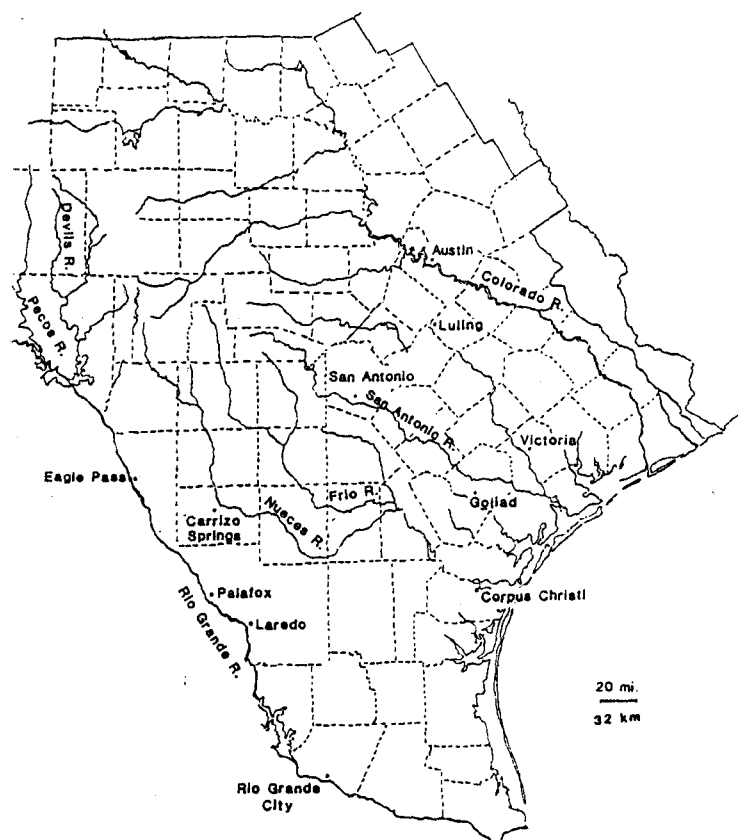 Devils R.
Austin
Colorado R.
Pecos R.
Luling
San Antonio
San Antonio R.
Victoria
Eagle Pass
Frio R.
Goliad
Carrizo
Springs
Nueces R.
Palafox
Corpus Christi
Laredo
Rio Grande R.
20 mi.
32 km
Rio Grande
City